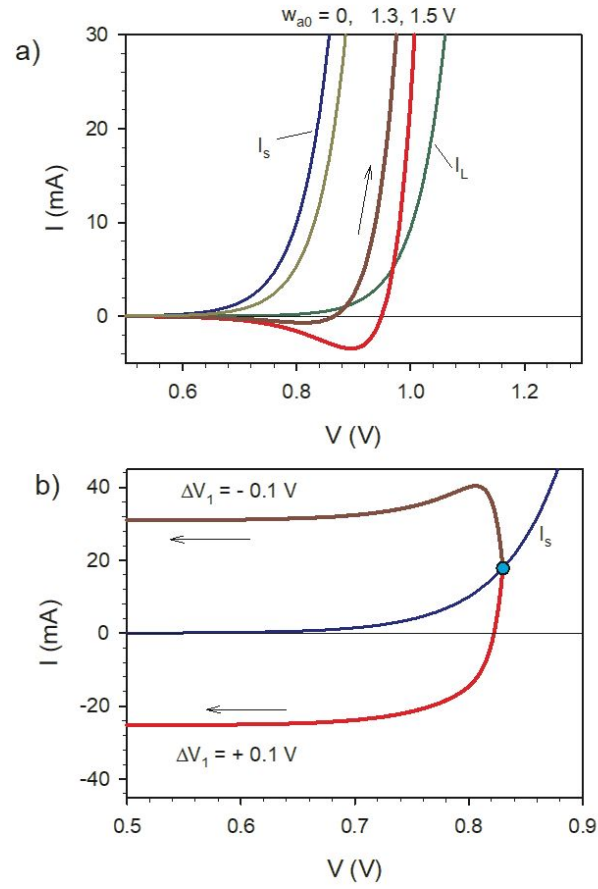 w_a0 = 0, 1.3, 1.5 V
a)
30
20
10
0
I (mA)
I_s
I_L
0.6 0.8 1.0 1.2
V (V)
b)
40
20
0
-20
-40
I (mA)
ΔV_1 = - 0.1 V
I_s
ΔV_1 = + 0.1 V
0.5 0.6 0.7 0.8 0.9
V (V)